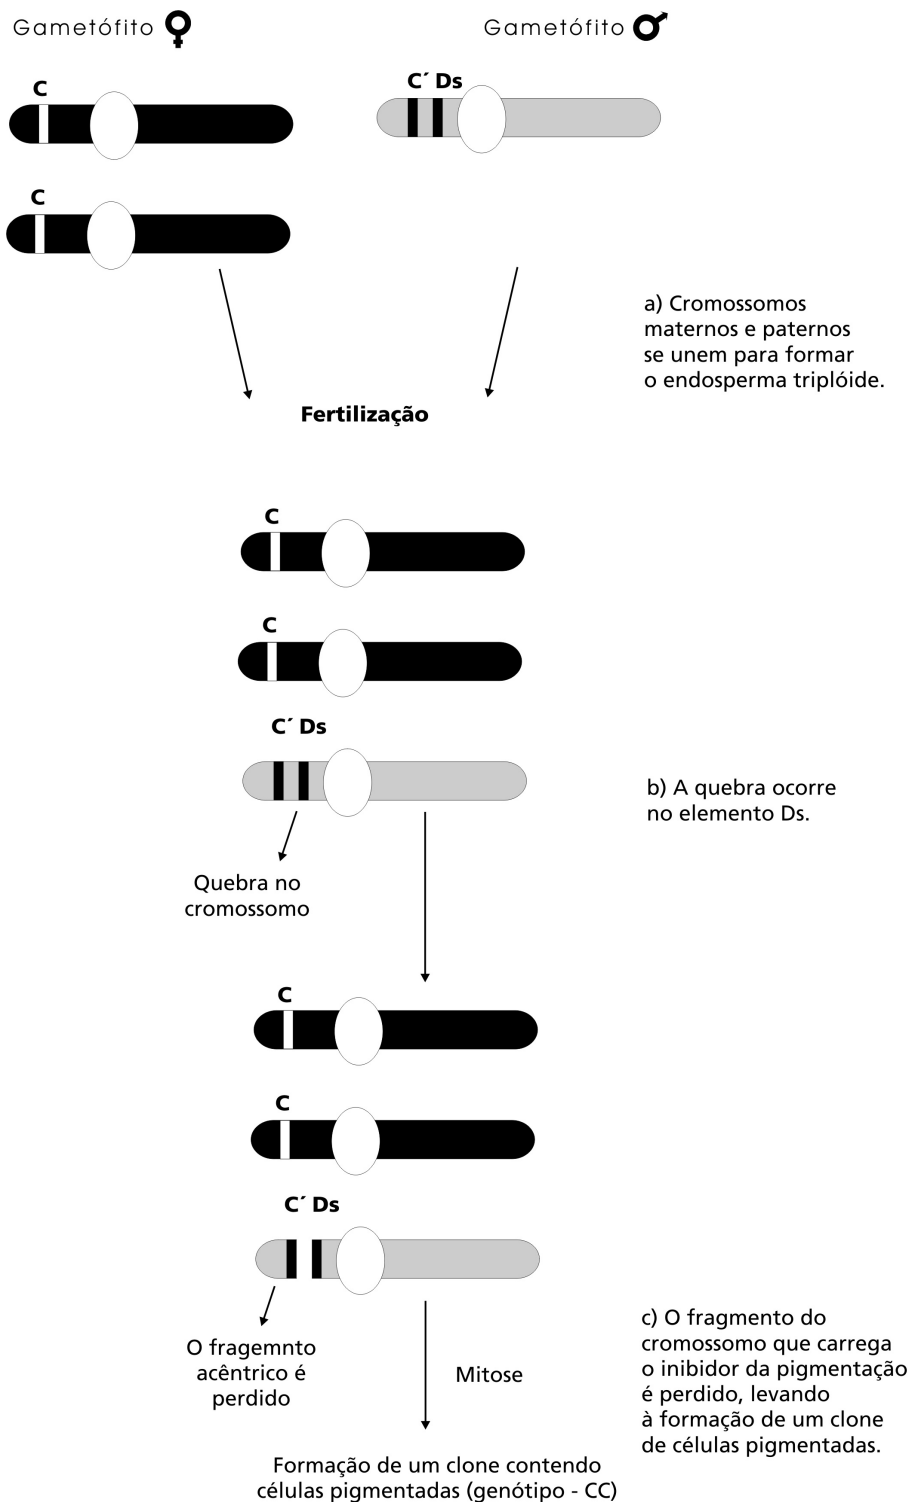 Gametófito
Gametófito
C
C´ Ds
C
a) Cromossomos
maternos e paternos
se unem para formar
o endosperma triplóide.
Fertilização
C
C
C´ Ds
b) A quebra ocorre
no elemento Ds.
Quebra no
cromossomo
C
C
C´ Ds
O fragemnto
acêntrico é
perdido
Mitose
c) O fragmento do
cromossomo que carrega
o inibidor da pigmentação
é perdido, levando
à formação de um clone
de células pigmentadas.
Formação de um clone contendo
células pigmentadas (genótipo - CC)